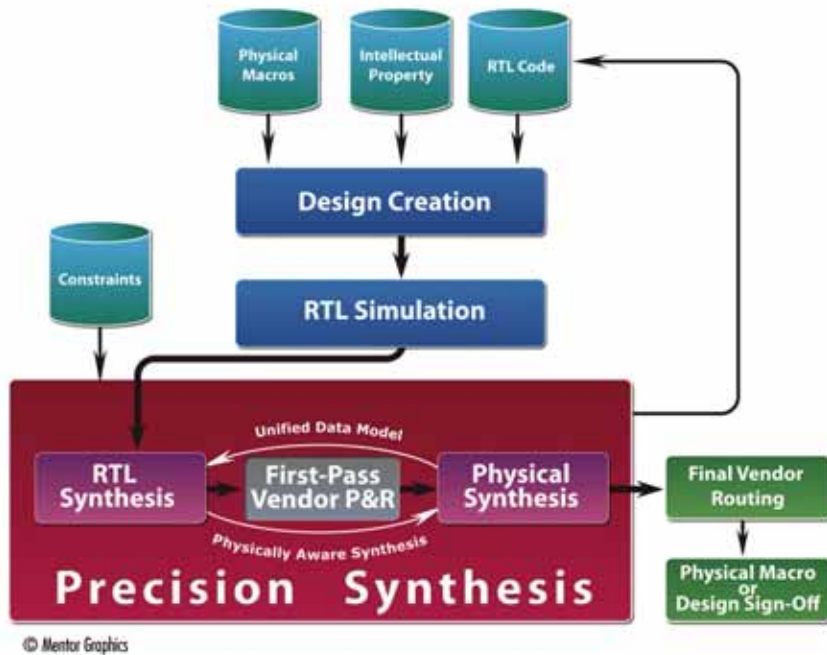 Physical
Macros
Intellectual
Property
RTL Code
Design Creation
Constraints
RTL Simulation
Unified Data Model
RTL
Synthesis
First-Pass
Vendor P&R
Physical
Synthesis
Final Vendor
Routing
Physically Aware Synthesis
Precision Synthesis
Physical Macro
or
Design Sign-Off
© Mentor Graphics